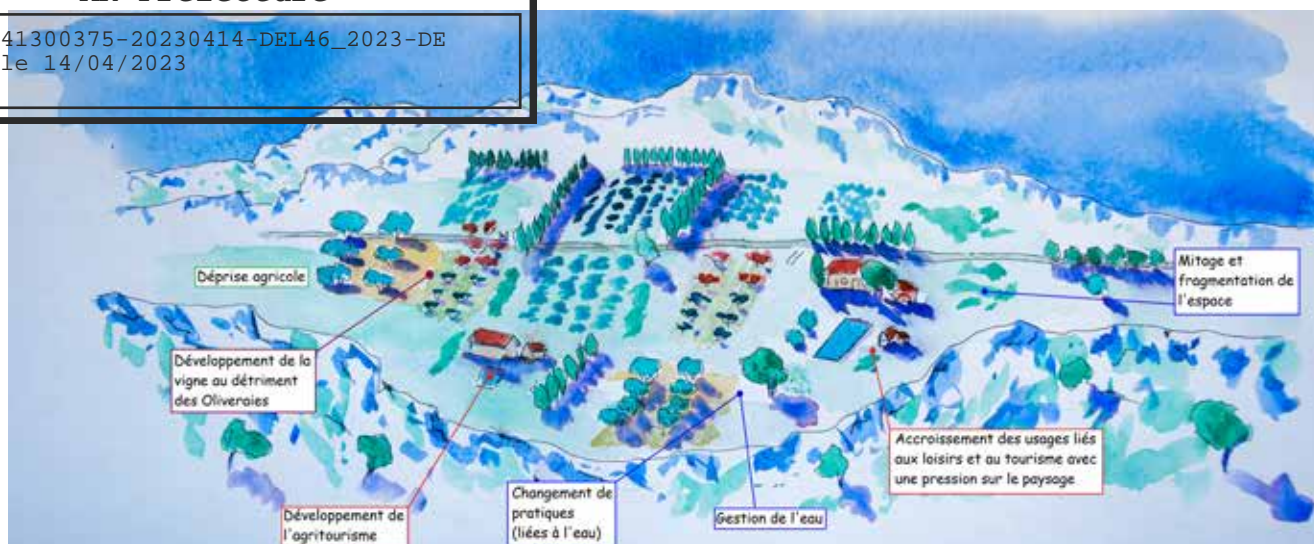 41300375-20230414-DEL46_2023-DE
le 14/04/2023
Déprise agricole
Mitage et
fragmentation de
l'espace
Développement de la
vigne au détriment
des Oliveraies
Accroissement des usages liés
aux loisirs et au tourisme avec
une pression sur le paysage
Développement de
l'agritourisme
Changement de
pratiques
(liées à l'eau)
Gestion de l'eau